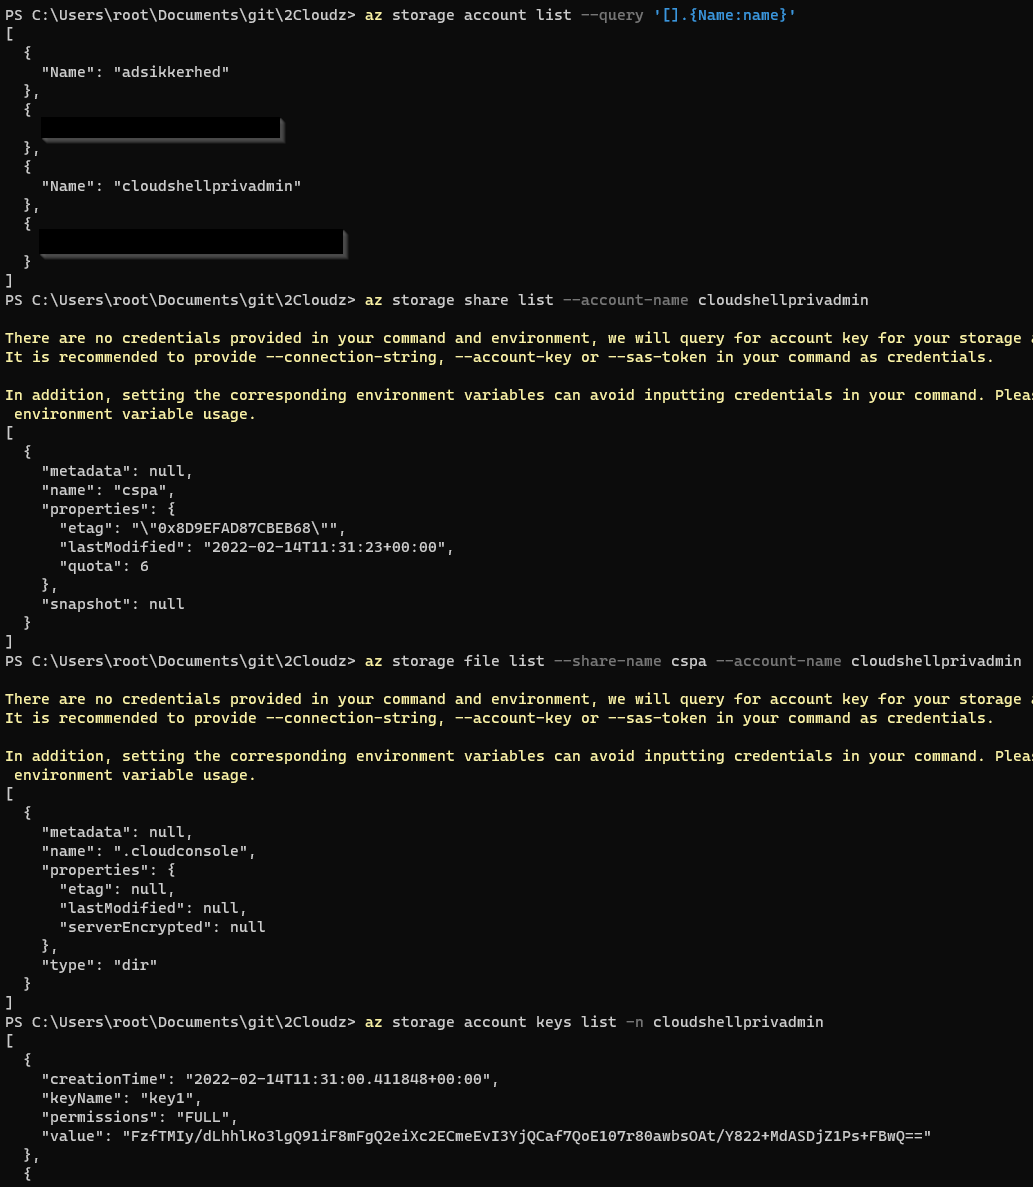 PS C:\Users\root\Documents\git\2Cloudz> az storage account list --query '[].{Name:name}'
[
  {
    "Name": "adsikkerhed"
  },
  {
  },
  {
    "Name": "cloudshellprivadmin"
  },
  {
  }
]
PS C:\Users\root\Documents\git\2Cloudz> az storage share list --account-name cloudshellprivadmin

There are no credentials provided in your command and environment, we will query for account key for your storage
It is recommended to provide --connection-string, --account-key or --sas-token in your command as credentials.

In addition, setting the corresponding environment variables can avoid inputting credentials in your command. Plea
 environment variable usage.
[
  {
    "metadata": null,
    "name": "cspa",
    "properties": {
      "etag": "\"0x8D9EFAD87CBEB68\"",
      "lastModified": "2022-02-14T11:31:23+00:00",
      "quota": 6
    },
    "snapshot": null
  }
]
PS C:\Users\root\Documents\git\2Cloudz> az storage file list --share-name cspa --account-name cloudshellprivadmin

There are no credentials provided in your command and environment, we will query for account key for your storage
It is recommended to provide --connection-string, --account-key or --sas-token in your command as credentials.

In addition, setting the corresponding environment variables can avoid inputting credentials in your command. Plea
 environment variable usage.
[
  {
    "metadata": null,
    "name": ".cloudconsole",
    "properties": {
      "etag": null,
      "lastModified": null,
      "serverEncrypted": null
    },
    "type": "dir"
  }
]
PS C:\Users\root\Documents\git\2Cloudz> az storage account keys list -n cloudshellprivadmin
[
  {
    "creationTime": "2022-02-14T11:31:00.411848+00:00",
    "keyName": "key1",
    "permissions": "FULL",
    "value": "FzfTMIy/dLhhlKo3lgQ91iF8mFgQ2eiXc2ECmeEvI3YjQCaf7QoE107r80awbsOAt/Y822+MdASDjZ1Ps+FBwQ=="
  },
  {